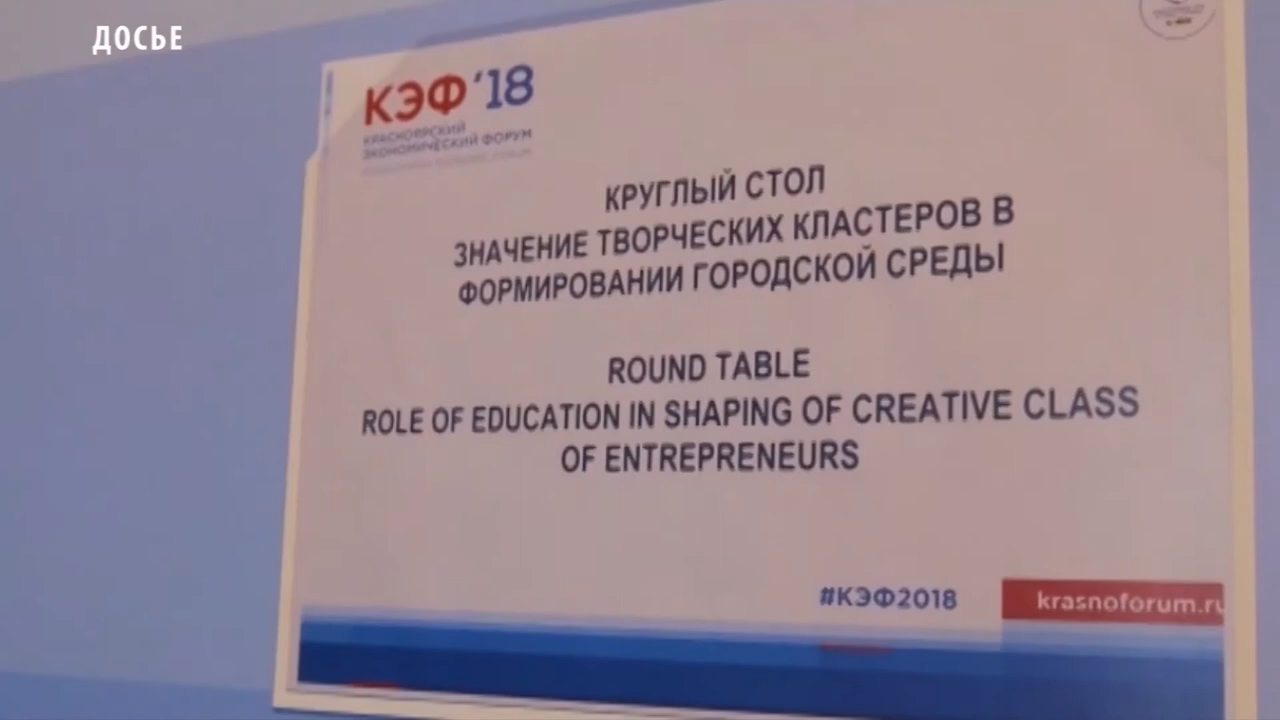 ДОСЬЕ
КЭФ '18
КРАСНОЯРСКИЙ
ЭКОНОМИЧЕСКИЙ ФОРУМ
КРУГЛЫЙ СТОЛ
ЗНАЧЕНИЕ ТВОРЧЕСКИХ КЛАСТЕРОВ В
ФОРМИРОВАНИИ ГОРОДСКОЙ СРЕДЫ
ROUND TABLE
ROLE OF EDUCATION IN SHAPING OF CREATIVE CLASS
OF ENTREPRENEURS
#КЭФ2018
krasnoforum.ru